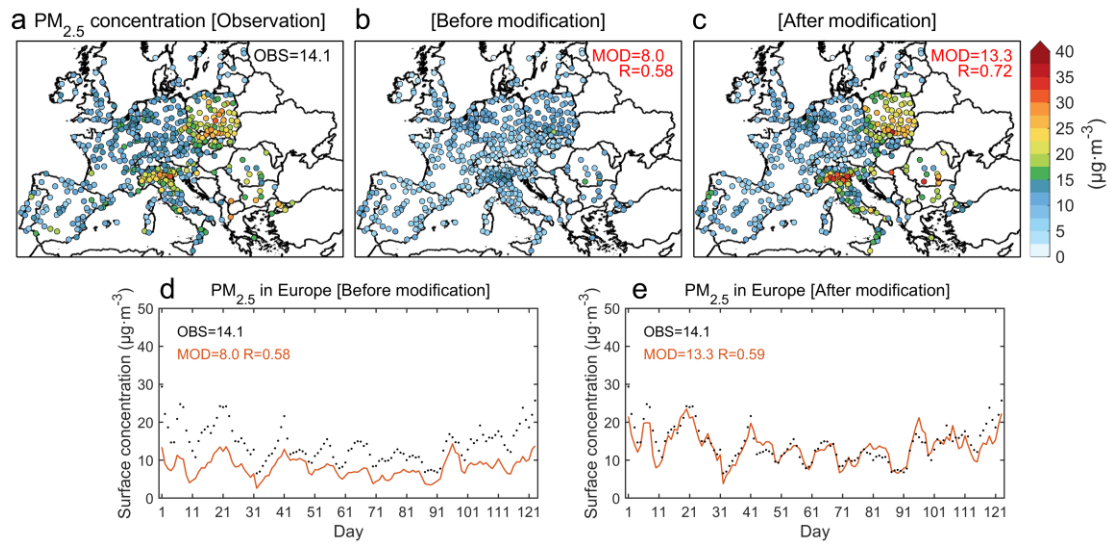 a PM2.5 concentration [Observation]
OBS=14.1
b [Before modification]
MOD=8.0
R=0.58
c [After modification]
MOD=13.3
R=0.72
40
35
30
25
20
15
10
5
0
(µg·m⁻³)
d PM2.5 in Europe [Before modification]
OBS=14.1
MOD=8.0 R=0.58
Surface concentration (µg·m⁻³)
50
40
30
20
10
0
1 11 21 31 41 51 61 71 81 91 101 111 121
Day
e PM2.5 in Europe [After modification]
OBS=14.1
MOD=13.3 R=0.59
Surface concentration (µg·m⁻³)
50
40
30
20
10
0
1 11 21 31 41 51 61 71 81 91 101 111 121
Day